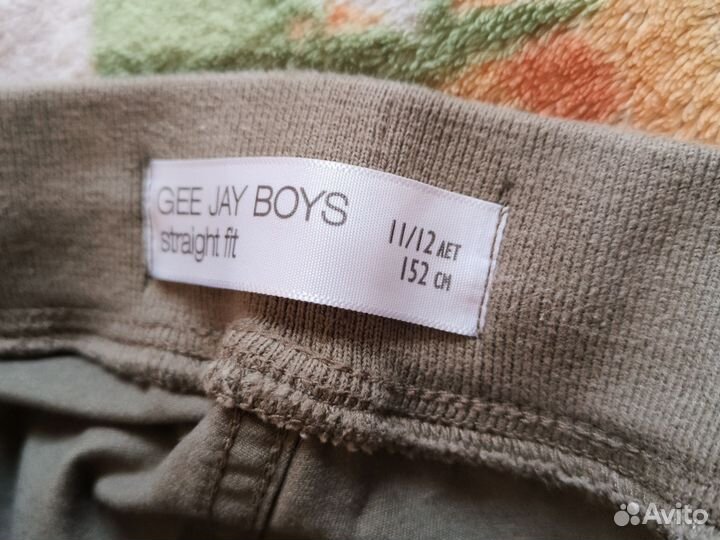 GEE JAY BOYS
straight fit
11/12 ЛЕТ
152 СМ
Avito